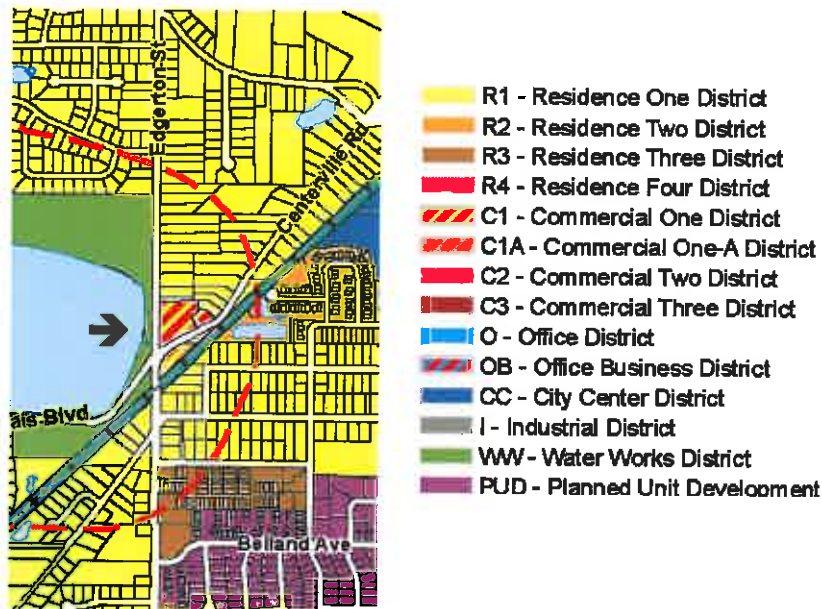 Edgerton-St
Centerville Rd
ais-Blvd
Belland Ave
R1 - Residence One District
R2 - Residence Two District
R3 - Residence Three District
R4 - Residence Four District
C1 - Commercial One District
C1A - Commercial One-A District
C2 - Commercial Two District
C3 - Commercial Three District
O - Office District
OB - Office Business District
CC - City Center District
I - Industrial District
WW - Water Works District
PUD - Planned Unit Development